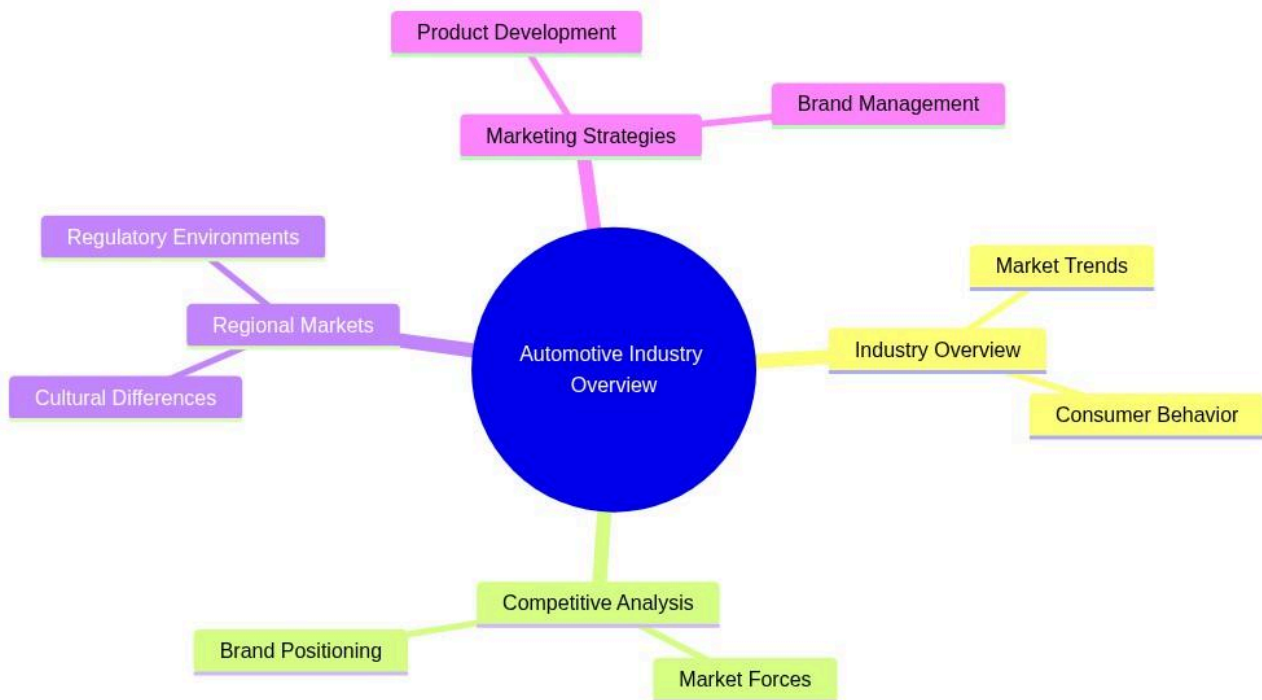 Product Development
Brand Management
Marketing Strategies
Regulatory Environments
Market Trends
Regional Markets
Industry Overview
Automotive Industry
Overview
Cultural Differences
Consumer Behavior
Competitive Analysis
Brand Positioning
Market Forces